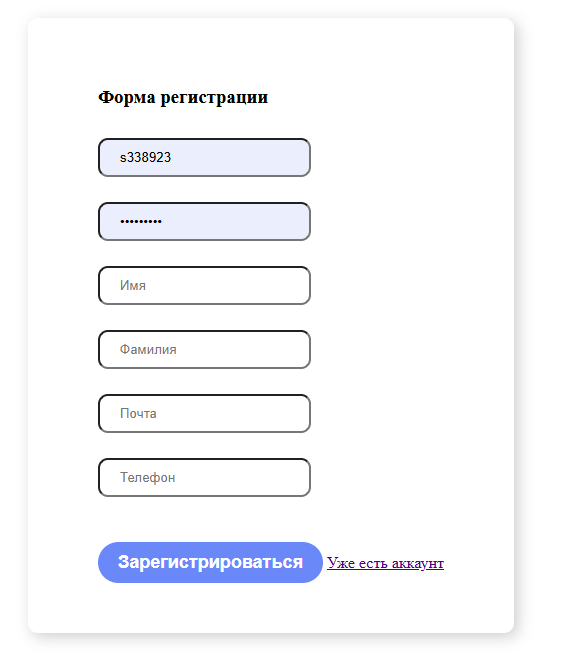 Форма регистрации
s338923
•••••••••
Имя
Фамилия
Почта
Телефон
Зарегистрироваться Уже есть аккаунт